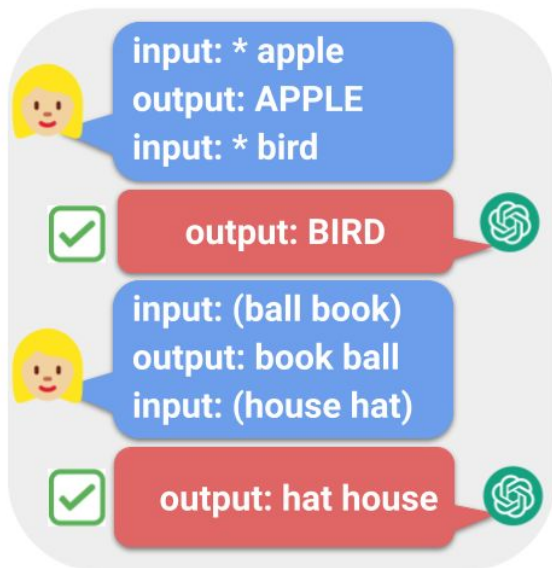 input: * apple
output: APPLE
input: * bird
output: BIRD
input: (ball book)
output: book ball
input: (house hat)
output: hat house